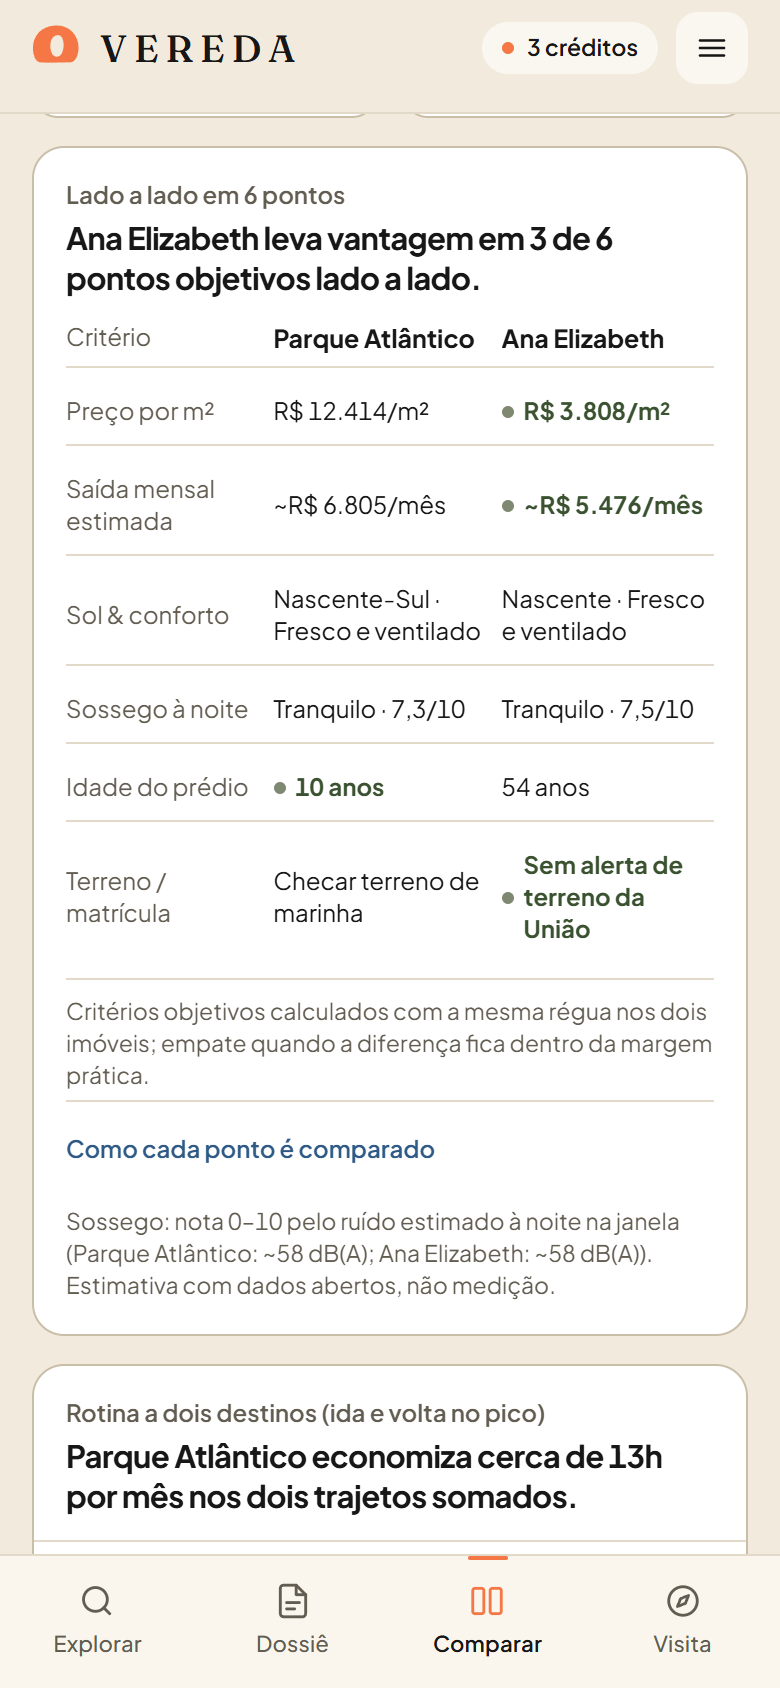 VEREDA
3 créditos
Lado a lado em 6 pontos
Ana Elizabeth leva vantagem em 3 de 6
pontos objetivos lado a lado.
Critério Parque Atlântico Ana Elizabeth
Preço por m² R$ 12.414/m² R$ 3.808/m²
Saída mensal
estimada
~R$ 6.805/mês ~R$ 5.476/mês
Sol & conforto
Nascente-Sul ·
Fresco e ventilado
Nascente · Fresco
e ventilado
Sossego à noite Tranquilo · 7,3/10 Tranquilo · 7,5/10
Idade do prédio 10 anos 54 anos
Terreno /
matrícula
Checar terreno de
marinha
Sem alerta de
terreno da
União
Critérios objetivos calculados com a mesma régua nos dois
imóveis; empate quando a diferença fica dentro da margem
prática.
Como cada ponto é comparado
Sossego: nota 0–10 pelo ruído estimado à noite na janela
(Parque Atlântico: ~58 dB(A); Ana Elizabeth: ~58 dB(A)).
Estimativa com dados abertos, não medição.
Rotina a dois destinos (ida e volta no pico)
Parque Atlântico economiza cerca de 13h
por mês nos dois trajetos somados.
Explorar Dossiê Comparar Visita